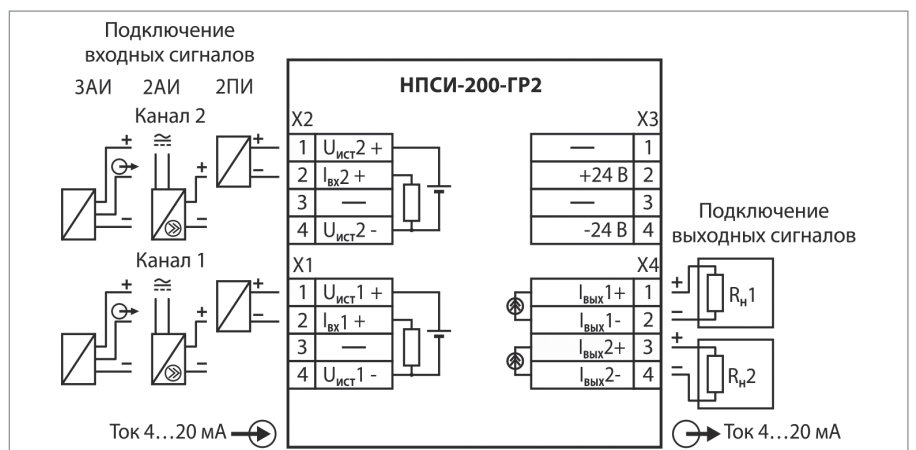 Подключение
входных сигналов
3АИ 2АИ 2ПИ
НПСИ-200-ГР2
Канал 2
X2
X3
+ ≅ + +
1 Uист2 +
2 Iвх2 +
3 —
4 Uист2 -
— 1
+24 В 2
— 3
-24 В 4
– – –
Подключение
выходных сигналов
Канал 1
X1
X4
+ ≅ + +
1 Uист1 +
2 Iвх1 +
3 —
4 Uист1 -
Iвых1+ 1
Iвых1- 2
Iвых2+ 3
Iвых2- 4
– – –
+ Rн1
–
+ Rн2
–
Ток 4...20 мА
Ток 4...20 мА